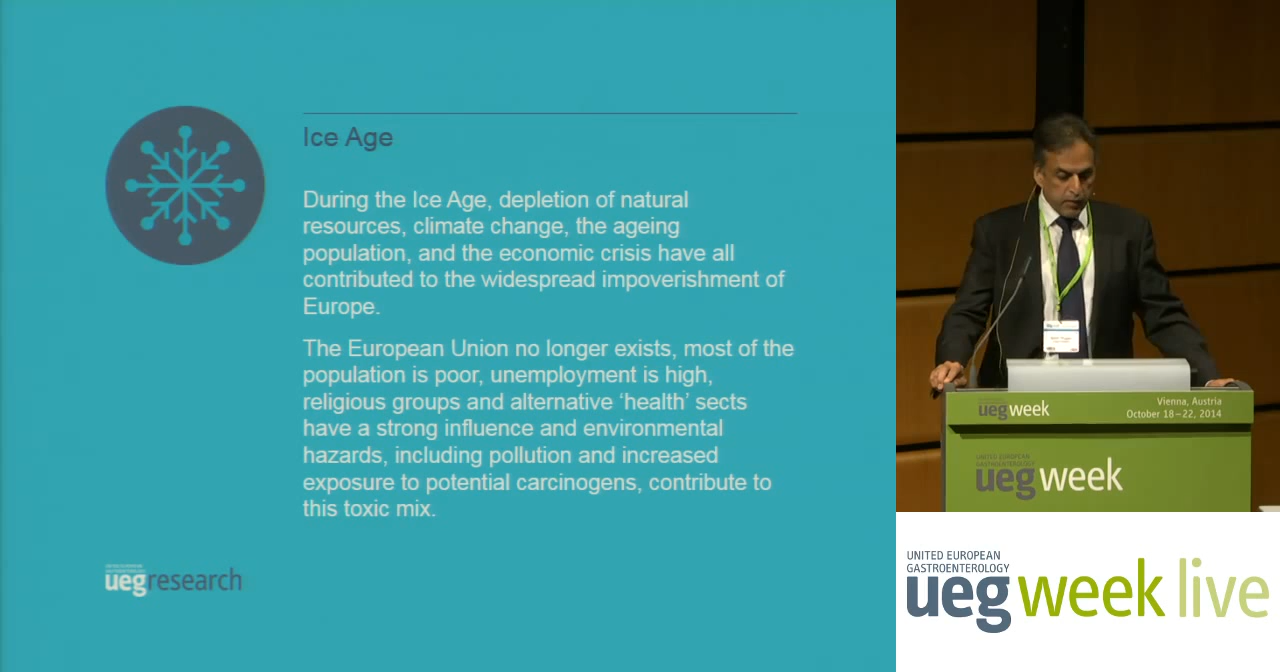 Ice Age
During the Ice Age, depletion of natural
resources, climate change, the ageing
population, and the economic crisis have all
contributed to the widespread impoverishment of
Europe.
The European Union no longer exists, most of the
population is poor, unemployment is high,
religious groups and alternative ‘health’ sects
have a strong influence and environmental
hazards, including pollution and increased
exposure to potential carcinogens, contribute to
this toxic mix.
uegresearch
Vienna, Austria
October 18–22, 2014
uegweek
UNITED EUROPEAN
GASTROENTEROLOGY
uegweek
UNITED EUROPEAN
GASTROENTEROLOGY
uegweek live